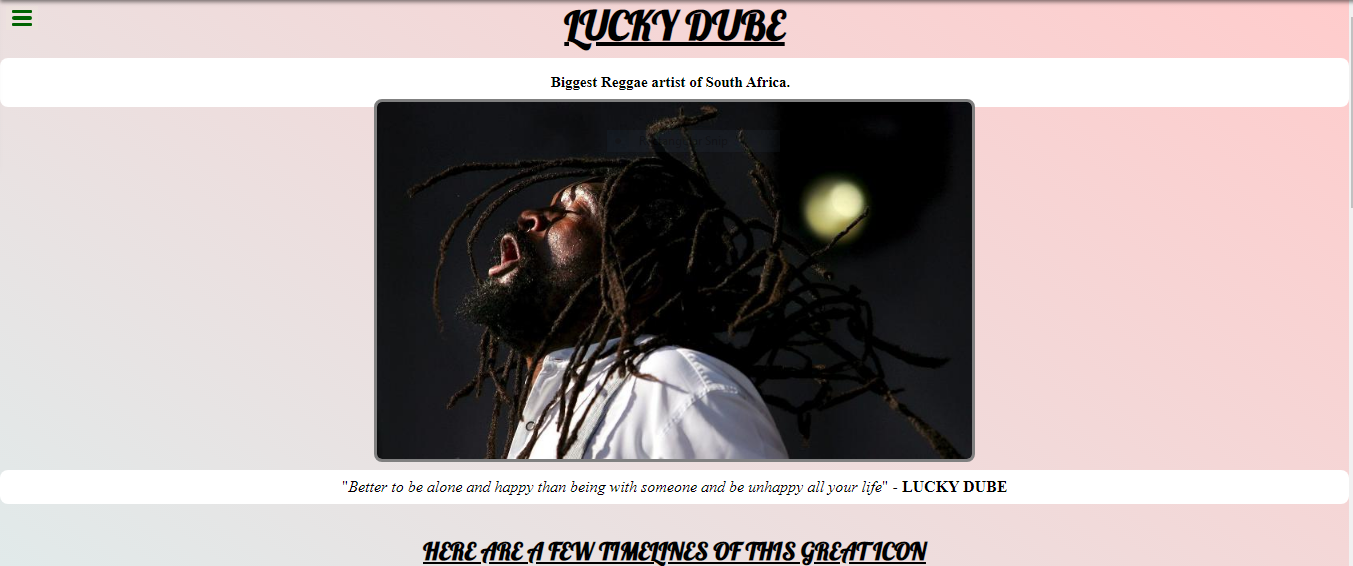 LUCKY DUBE
Biggest Reggae artist of South Africa.
"Better to be alone and happy than being with someone and be unhappy all your life" - LUCKY DUBE
HERE ARE A FEW TIMELINES OF THIS GREAT ICON